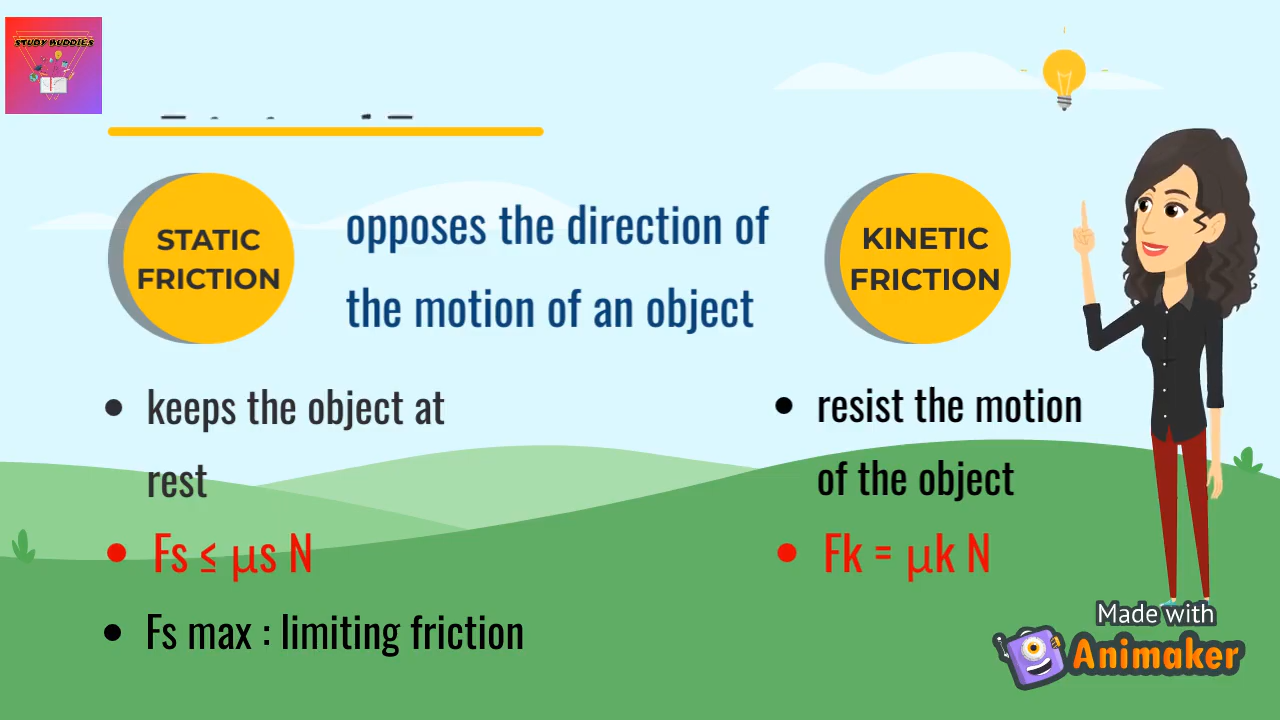 STUDY BUDDIES
STATIC
FRICTION
opposes the direction of
the motion of an object
KINETIC
FRICTION
• keeps the object at
rest
• Fs ≤ μs N
• Fs max : limiting friction
• resist the motion
of the object
• Fk = μk N
Made with
Animaker